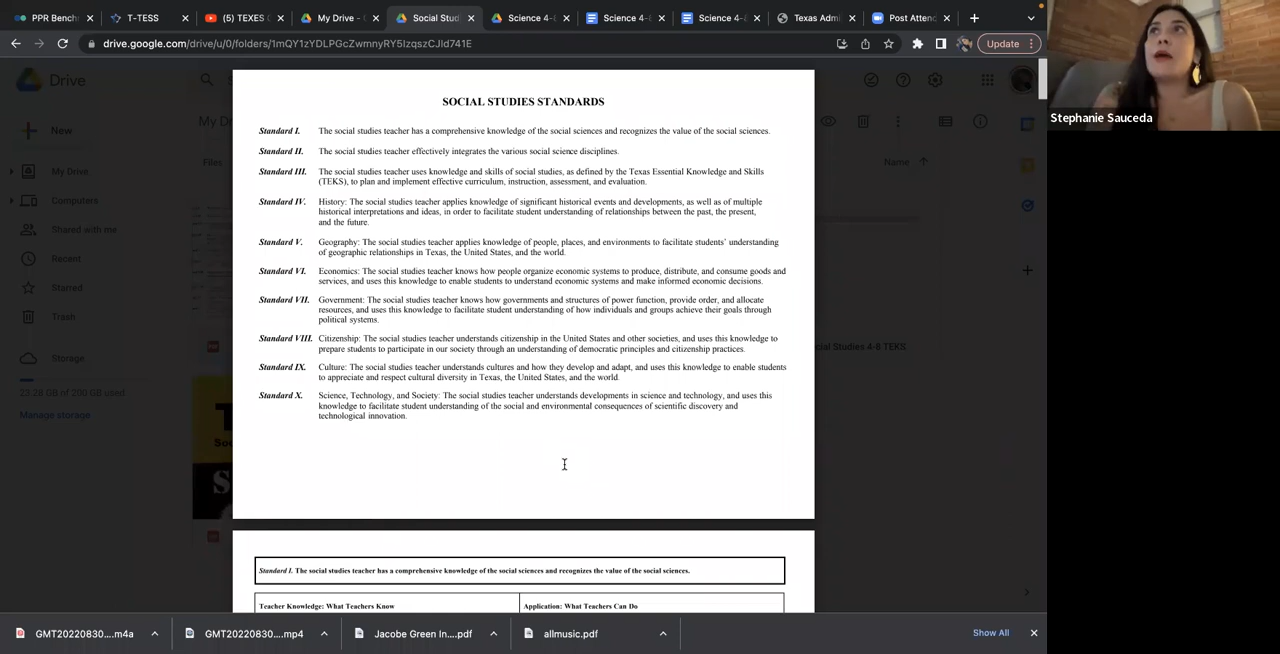 PPR Bench
T-TESS
(5) TEXES
My Drive -
Social Stud
Science 4-8
Science 4-8
Science 4-8
Texas Adm
Post Attend
drive.google.com/drive/u/0/folders/1mQY1zYDLPGcZwmnyRY5IzqszCJId741E
Update
Drive
New
My Drive
Computers
Shared with me
Recent
Starred
Trash
Storage
23.28 GB of 200 GB used
Manage storage
My D
Files
Name
cial Studies 4-8 TEKS
SOCIAL STUDIES STANDARDS
Standard I. The social studies teacher has a comprehensive knowledge of the social sciences and recognizes the value of the social sciences.
Standard II. The social studies teacher effectively integrates the various social science disciplines.
Standard III. The social studies teacher uses knowledge and skills of social studies, as defined by the Texas Essential Knowledge and Skills
(TEKS), to plan and implement effective curriculum, instruction, assessment, and evaluation.
Standard IV. History: The social studies teacher applies knowledge of significant historical events and developments, as well as of multiple
historical interpretations and ideas, in order to facilitate student understanding of relationships between the past, the present,
and the future.
Standard V. Geography: The social studies teacher applies knowledge of people, places, and environments to facilitate students' understanding
of geographic relationships in Texas, the United States, and the world.
Standard VI. Economics: The social studies teacher knows how people organize economic systems to produce, distribute, and consume goods and
services, and uses this knowledge to enable students to understand economic systems and make informed economic decisions.
Standard VII. Government: The social studies teacher knows how governments and structures of power function, provide order, and allocate
resources, and uses this knowledge to facilitate student understanding of how individuals and groups achieve their goals through
political systems.
Standard VIII. Citizenship: The social studies teacher understands citizenship in the United States and other societies, and uses this knowledge to
prepare students to participate in our society through an understanding of democratic principles and citizenship practices.
Standard IX. Culture: The social studies teacher understands cultures and how they develop and adapt, and uses this knowledge to enable students
to appreciate and respect cultural diversity in Texas, the United States, and the world.
Standard X. Science, Technology, and Society: The social studies teacher understands developments in science and technology, and uses this
knowledge to facilitate student understanding of the social and environmental consequences of scientific discovery and
technological innovation.
Standard I. The social studies teacher has a comprehensive knowledge of the social sciences and recognizes the value of the social sciences.
Teacher Knowledge: What Teachers Know
Application: What Teachers Can Do
GMT20220830....m4a
GMT20220830....mp4
Jacobe Green In....pdf
allmusic.pdf
Show All
Stephanie Sauceda